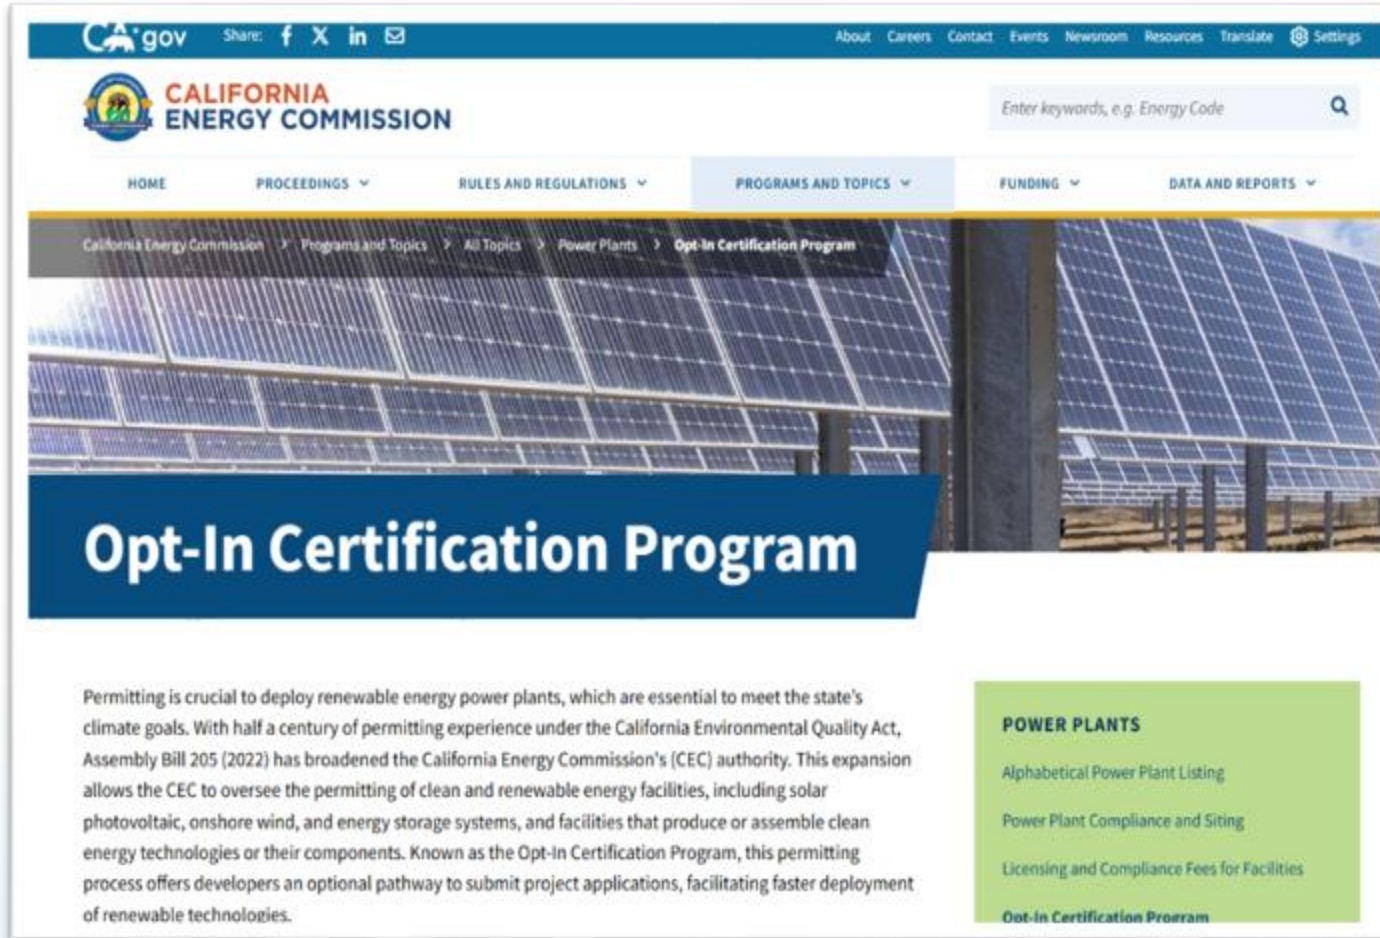 CA.gov Share: About Careers Contact Events Newsroom Resources Translate Settings
CALIFORNIA
ENERGY COMMISSION
Enter keywords, e.g. Energy Code
HOME PROCEEDINGS RULES AND REGULATIONS PROGRAMS AND TOPICS FUNDING DATA AND REPORTS
California Energy Commission > Programs and Topics > All Topics > Power Plants > Opt-In Certification Program
Opt-In Certification Program
Permitting is crucial to deploy renewable energy power plants, which are essential to meet the state's
climate goals. With half a century of permitting experience under the California Environmental Quality Act,
Assembly Bill 205 (2022) has broadened the California Energy Commission's (CEC) authority. This expansion
allows the CEC to oversee the permitting of clean and renewable energy facilities, including solar
photovoltaic, onshore wind, and energy storage systems, and facilities that produce or assemble clean
energy technologies or their components. Known as the Opt-In Certification Program, this permitting
process offers developers an optional pathway to submit project applications, facilitating faster deployment
of renewable technologies.
POWER PLANTS
Alphabetical Power Plant Listing
Power Plant Compliance and Siting
Licensing and Compliance Fees for Facilities
Opt-In Certification Program